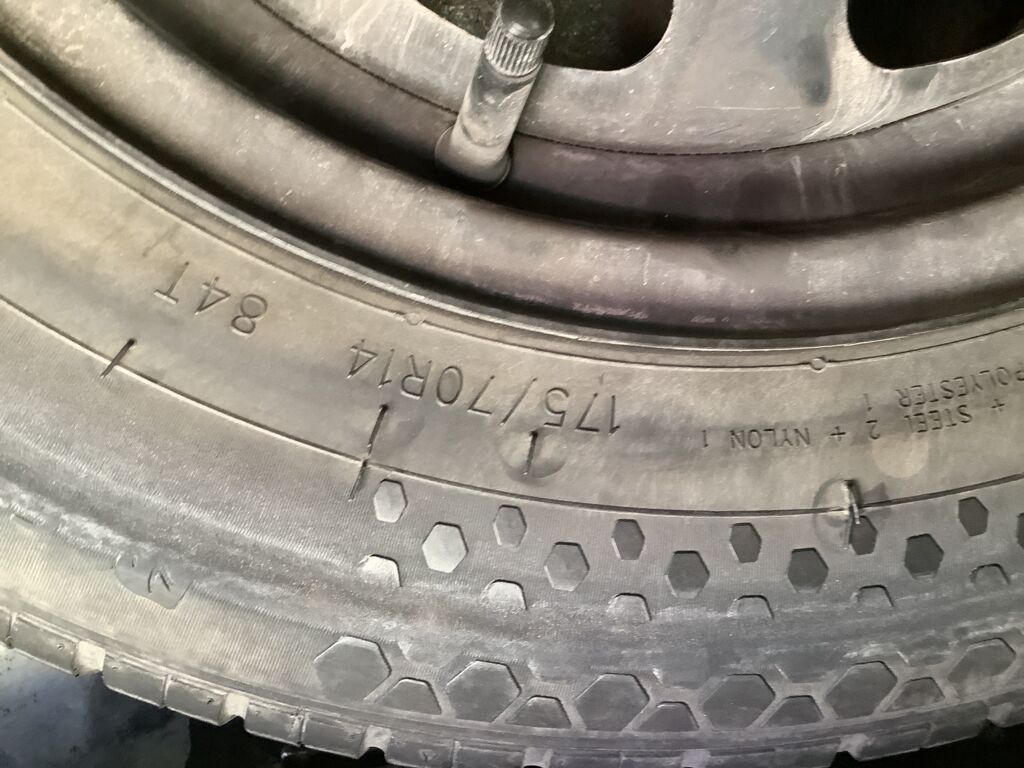 + STEEL 2 + NYLON 1
POLYESTER 1
175/70R14
84T